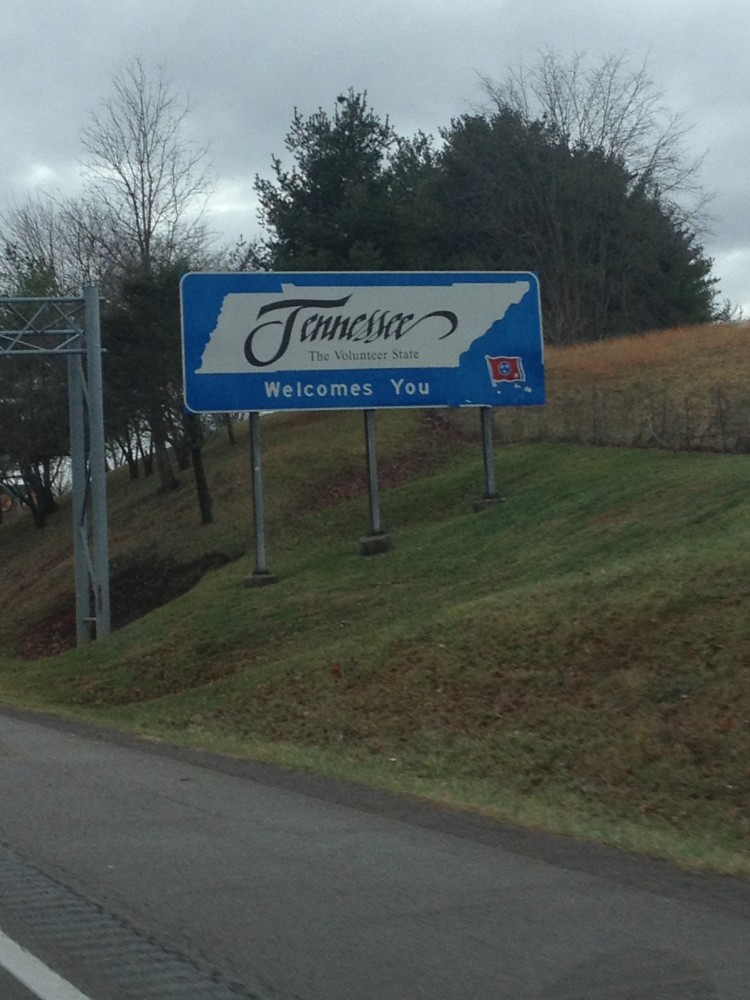 Tennessee
The Volunteer State
Welcomes You